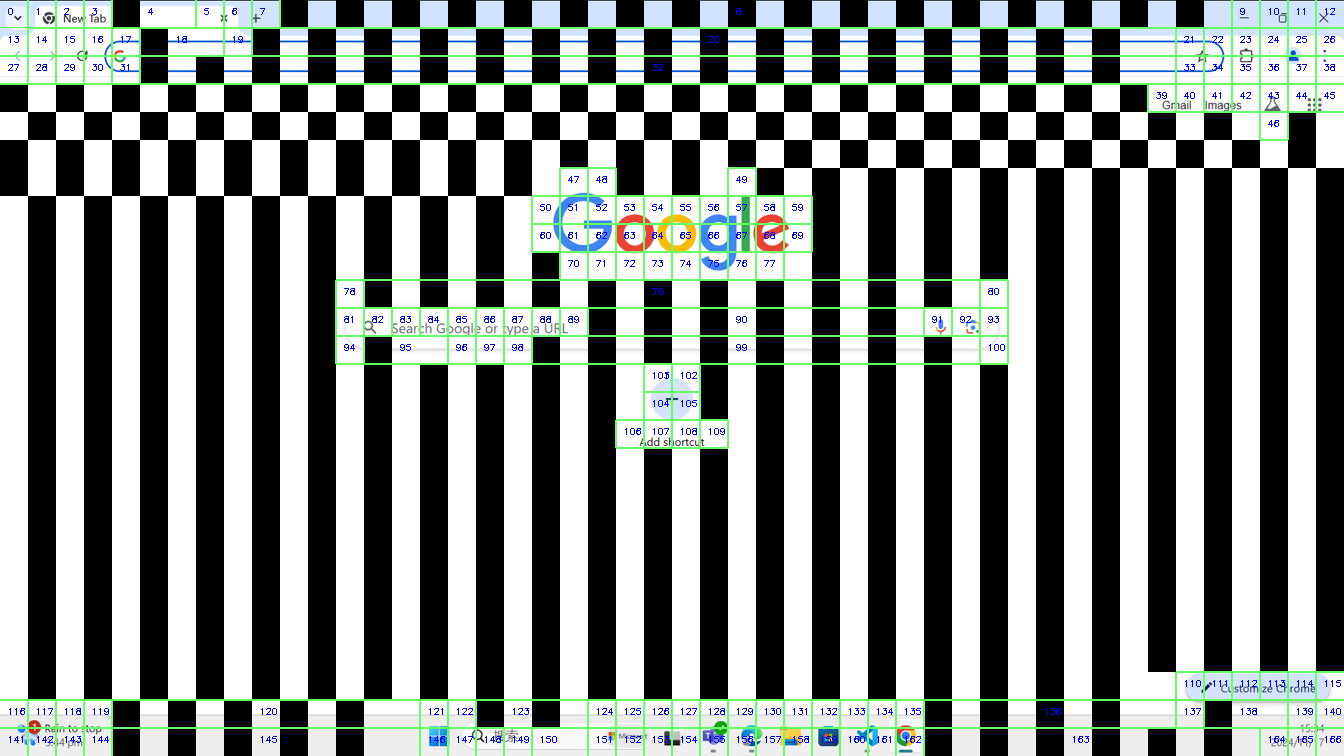 0 1 2 3 4 5 6 7 8 9 10 11 12
New Tab
13 14 15 16 17 18 19 20 21 22 23 24 25 26
27 28 29 30 31 32 33 34 35 36 37 38
39 40 41 42 43 44 45
Gmail Images
46
47 48 49
50 51 52 53 54 55 56 57 58 59
Google
60 61 62 63 64 65 66 67 68 69
70 71 72 73 74 75 76 77
78 79 80
81 82 83 84 85 86 87 88 89 90 91 92 93
Search Google or type a URL
94 95 96 97 98 99 100
102
104 105
106 107 108 109
Add shortcut
110 111 112 113 114 115
Customize Chrome
116 117 118 119 120 121 122 123 124 125 126 127 128 129 130 131 132 133 134 135 136 137 138 139 140
Rain to stop
搜索
141 142 143 144 145 146 147 148 149 150 151 152 153 154 155 156 157 158 159 160 161 162 163 164 165 166